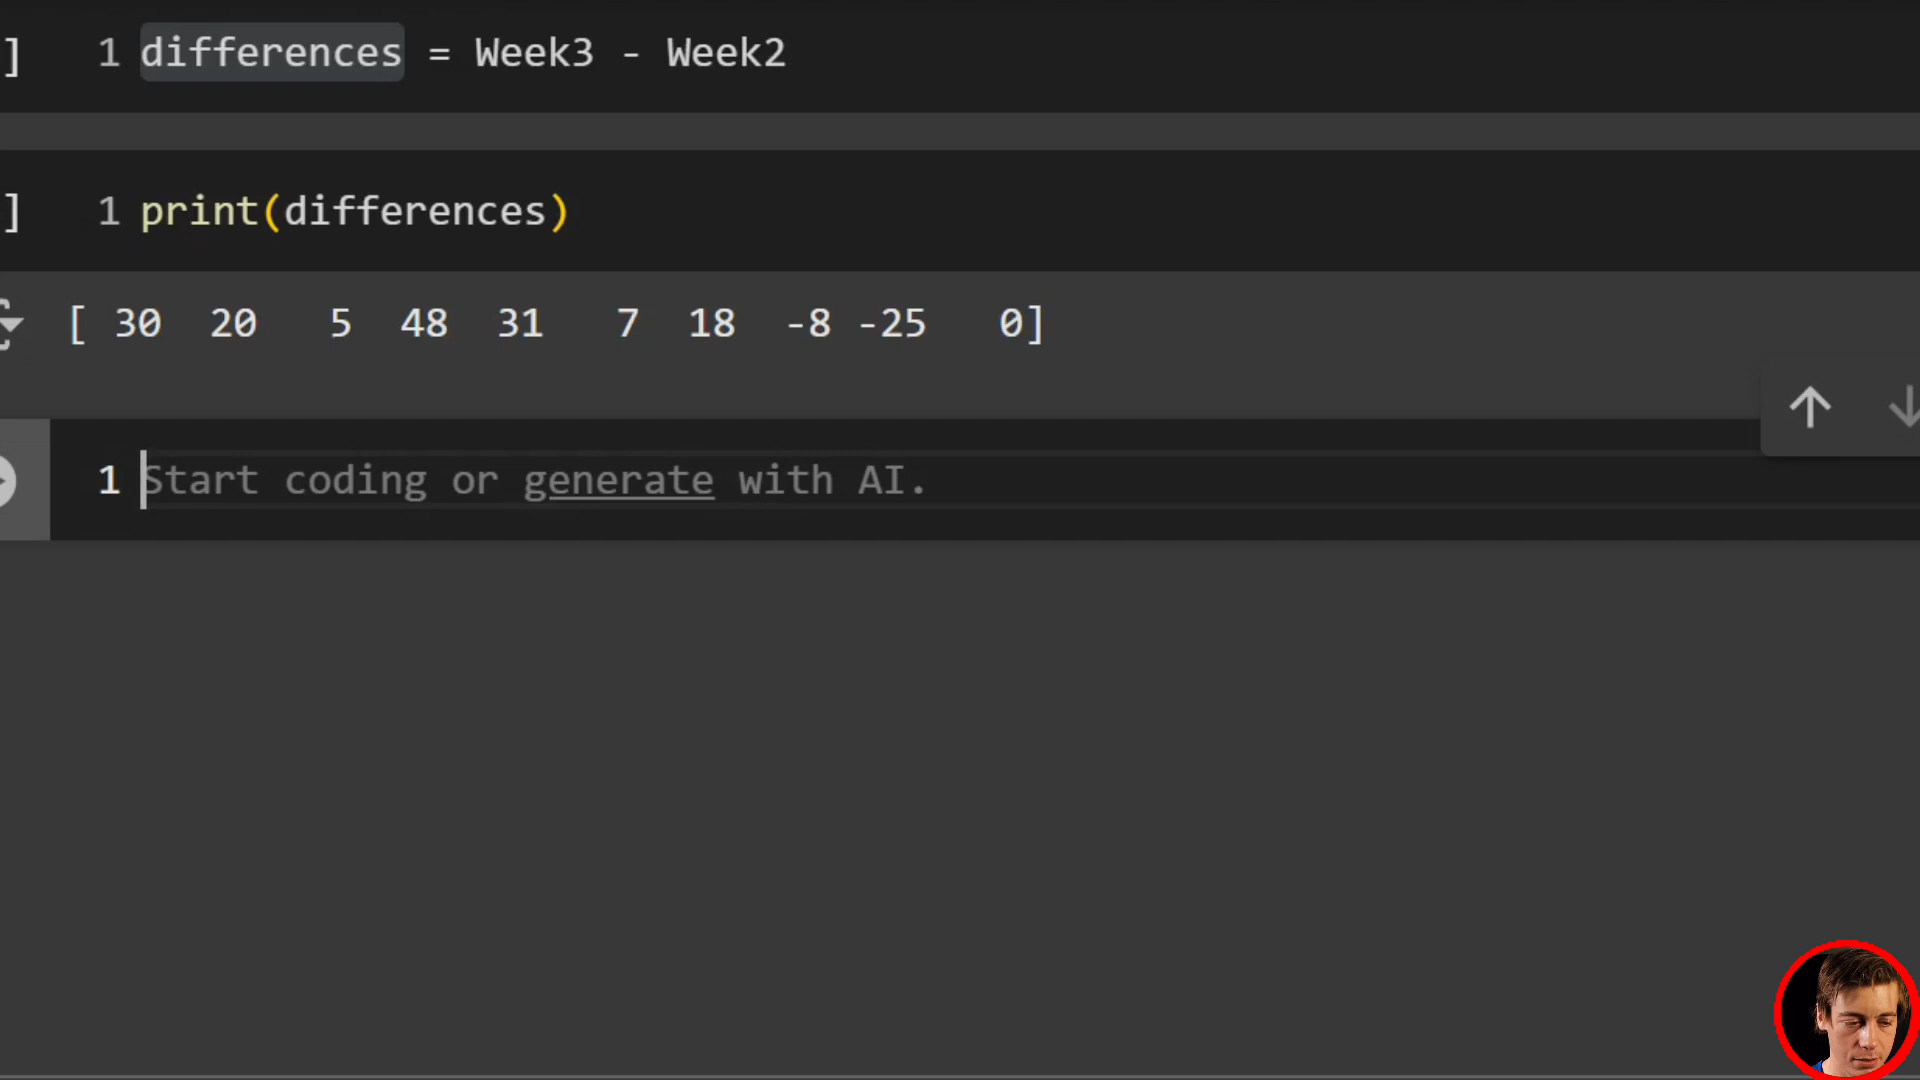 ] 1 differences = Week3 - Week2
] 1 print(differences)
[ 30 20 5 48 31 7 18 -8 -25 0]
1 Start coding or generate with AI.